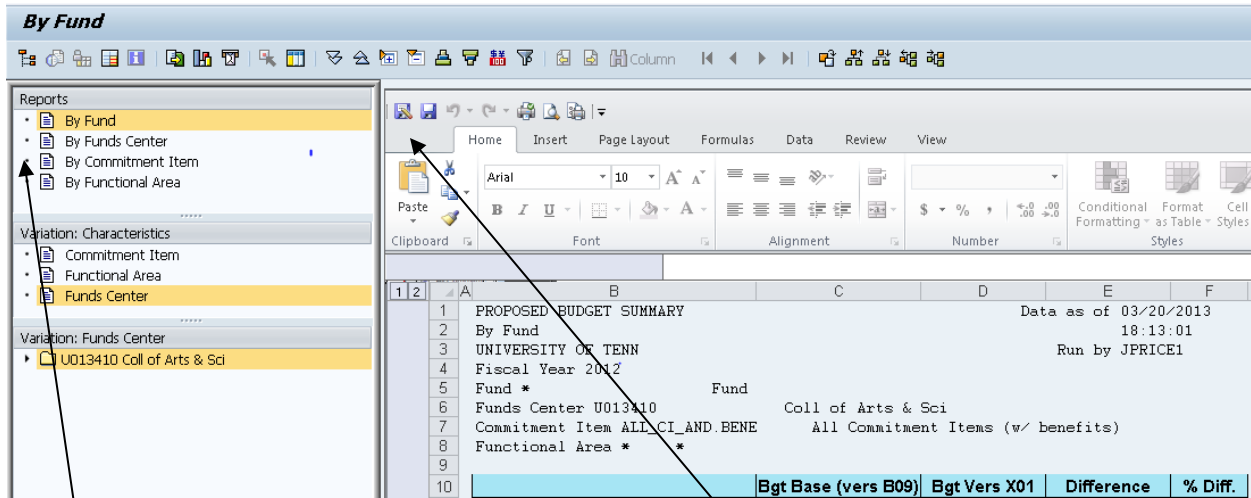 By Fund
Column
Reports
By Fund
By Funds Center
By Commitment Item
By Functional Area
Variation: Characteristics
Commitment Item
Functional Area
Funds Center
Variation: Funds Center
U013410 Coll of Arts & Sci
Home Insert Page Layout Formulas Data Review View
Paste
Arial 10 A A
B I U A $ % , .0 .00 .00 .0
Conditional Formatting Format as Table Cell Styles
Clipboard Font Alignment Number Styles
1 2 A B C D E F
1 PROPOSED BUDGET SUMMARY Data as of 03/20/2013
2 By Fund 18:13:01
3 UNIVERSITY OF TENN Run by JPRICE1
4 Fiscal Year 2012
5 Fund * Fund
6 Funds Center U013410 Coll of Arts & Sci
7 Commitment Item ALL_CI_AND.BENE All Commitment Items (w/ benefits)
8 Functional Area * *
9
10 Bgt Base (vers B09) Bgt Vers X01 Difference % Diff.